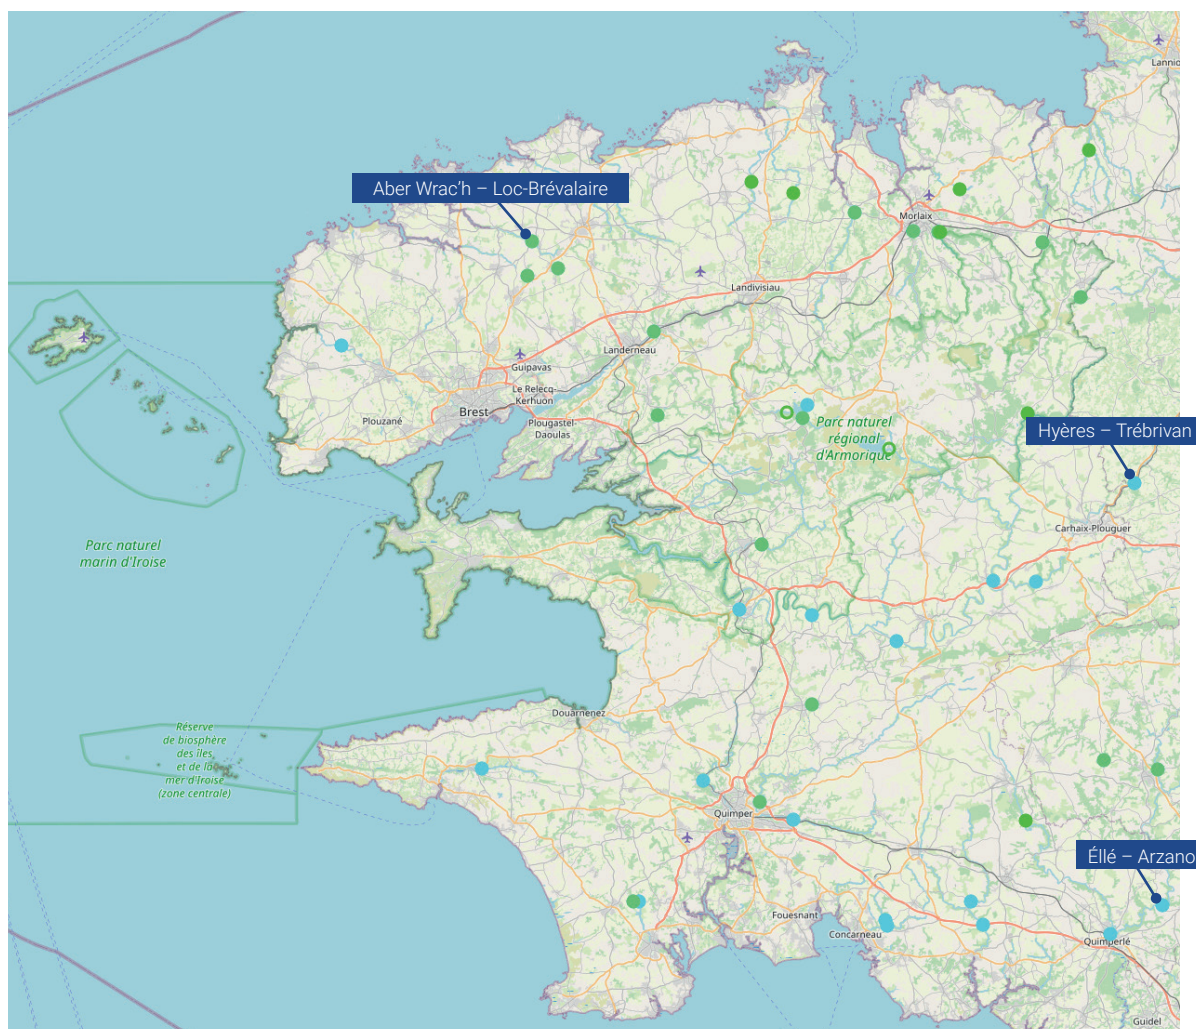 Lannio
Aber Wrac’h – Loc-Brévalaire
Morlaix
Landivisiau
Landerneau
Guipavas
Le Relecq-
Kerhuon
Brest
Plouzané
Plougastel-
Daoulas
Parc naturel
régional
d'Armorique
Hyères – Trébrivan
Carhaix-Plouguer
Parc naturel
marin d'Iroise
Douarnenez
Réserve
de biosphère
des îles
et de la
mer d'Iroise
(zone centrale)
Quimper
Éllé – Arzano
Fouesnant
Concarneau
Quimperlé
Guidel